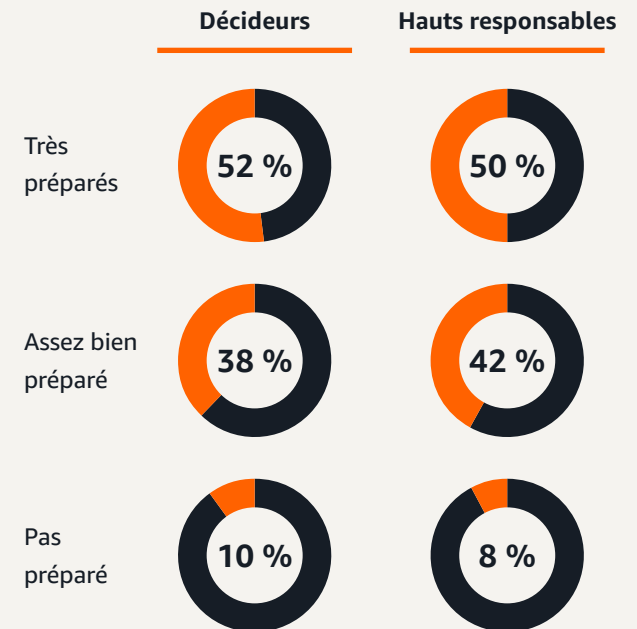 Décideurs
Hauts responsables
Très
préparés
52 %
50 %
Assez bien
préparé
38 %
42 %
Pas
préparé
10 %
8 %